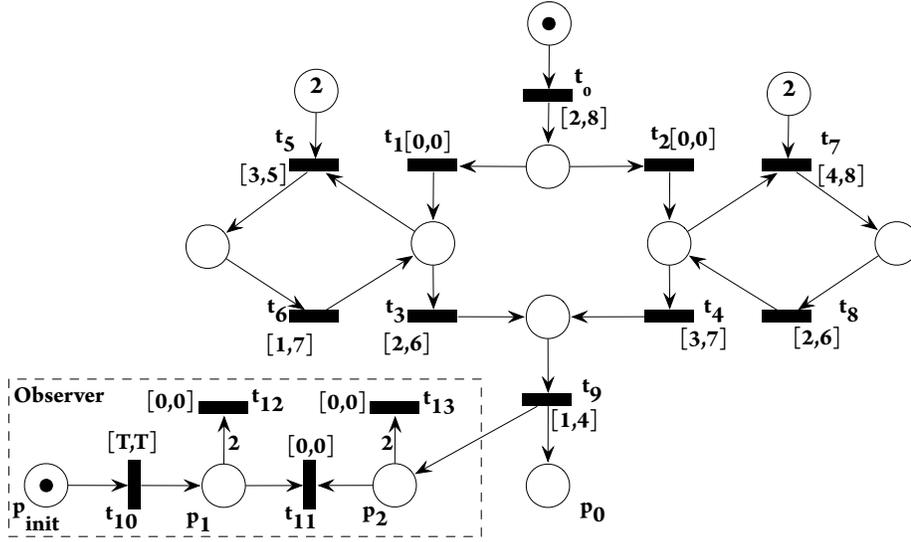 t0
[2,8]
2
2
t5
[3,5]
t1[0,0]
t2[0,0]
t7
[4,8]
t6
[1,7]
t3
[2,6]
t4
[3,7]
t8
[2,6]
Observer
[0,0] t12
[0,0] t13
t9
[1,4]
[T,T]
2
[0,0]
2
pinit
t10
p1
t11
p2
p0